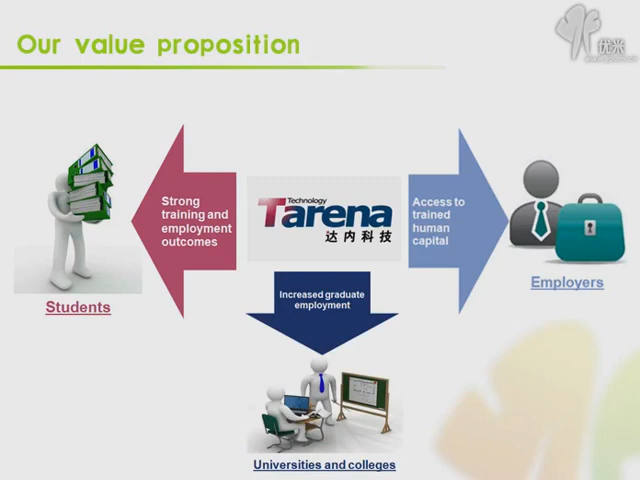 Our value proposition
优米
Strong
training and
employment
outcomes
Technology
Tarena
达内科技
Access to
trained
human
capital
Increased graduate
employment
Students
Employers
Universities and colleges